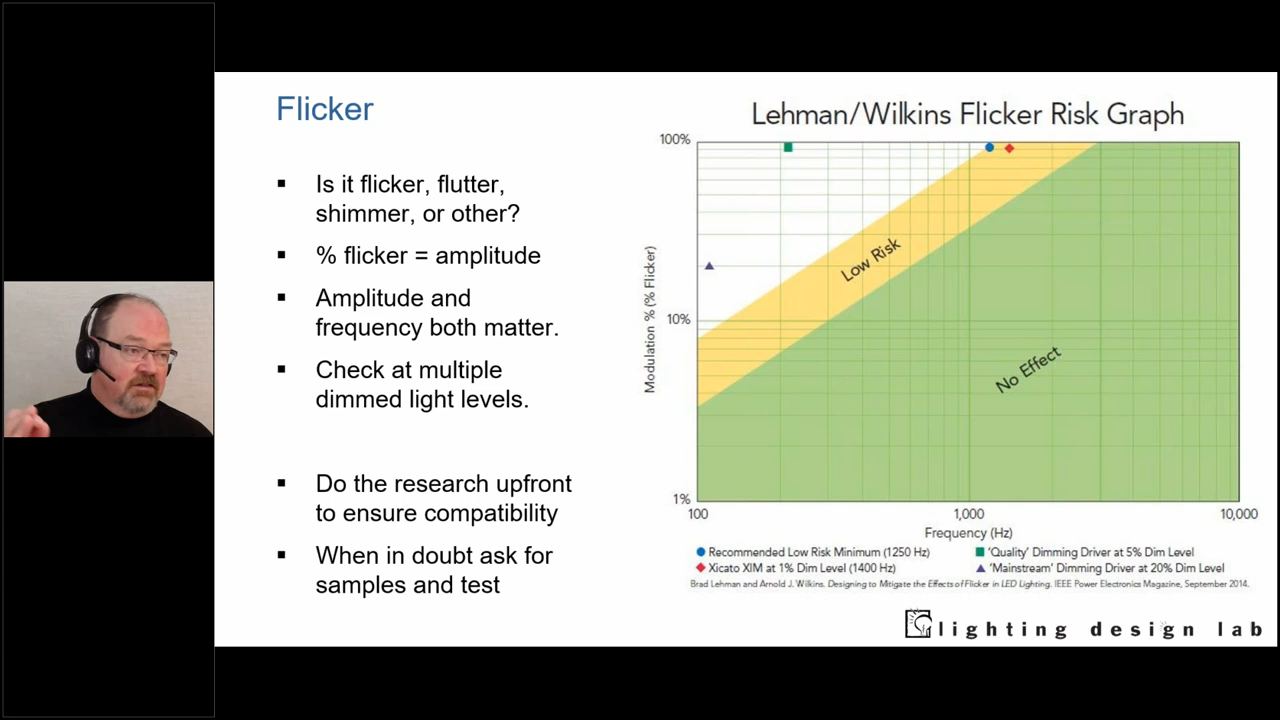 Flicker
▪ Is it flicker, flutter,
shimmer, or other?
▪ % flicker = amplitude
▪ Amplitude and
frequency both matter.
▪ Check at multiple
dimmed light levels.
▪ Do the research upfront
to ensure compatibility
▪ When in doubt ask for
samples and test
Lehman/Wilkins Flicker Risk Graph
Modulation % (% Flicker)
100%
10%
1%
Low Risk
No Effect
100 1,000 10,000
Frequency (Hz)
Recommended Low Risk Minimum (1250 Hz)
'Quality' Dimming Driver at 5% Dim Level
Xicato XIM at 1% Dim Level (1400 Hz)
'Mainstream' Dimming Driver at 20% Dim Level
Brad Lehman and Arnold J. Wilkins. Designing to Mitigate the Effects of Flicker in LED Lighting. IEEE Power Electronics Magazine, September 2014.
lighting design lab